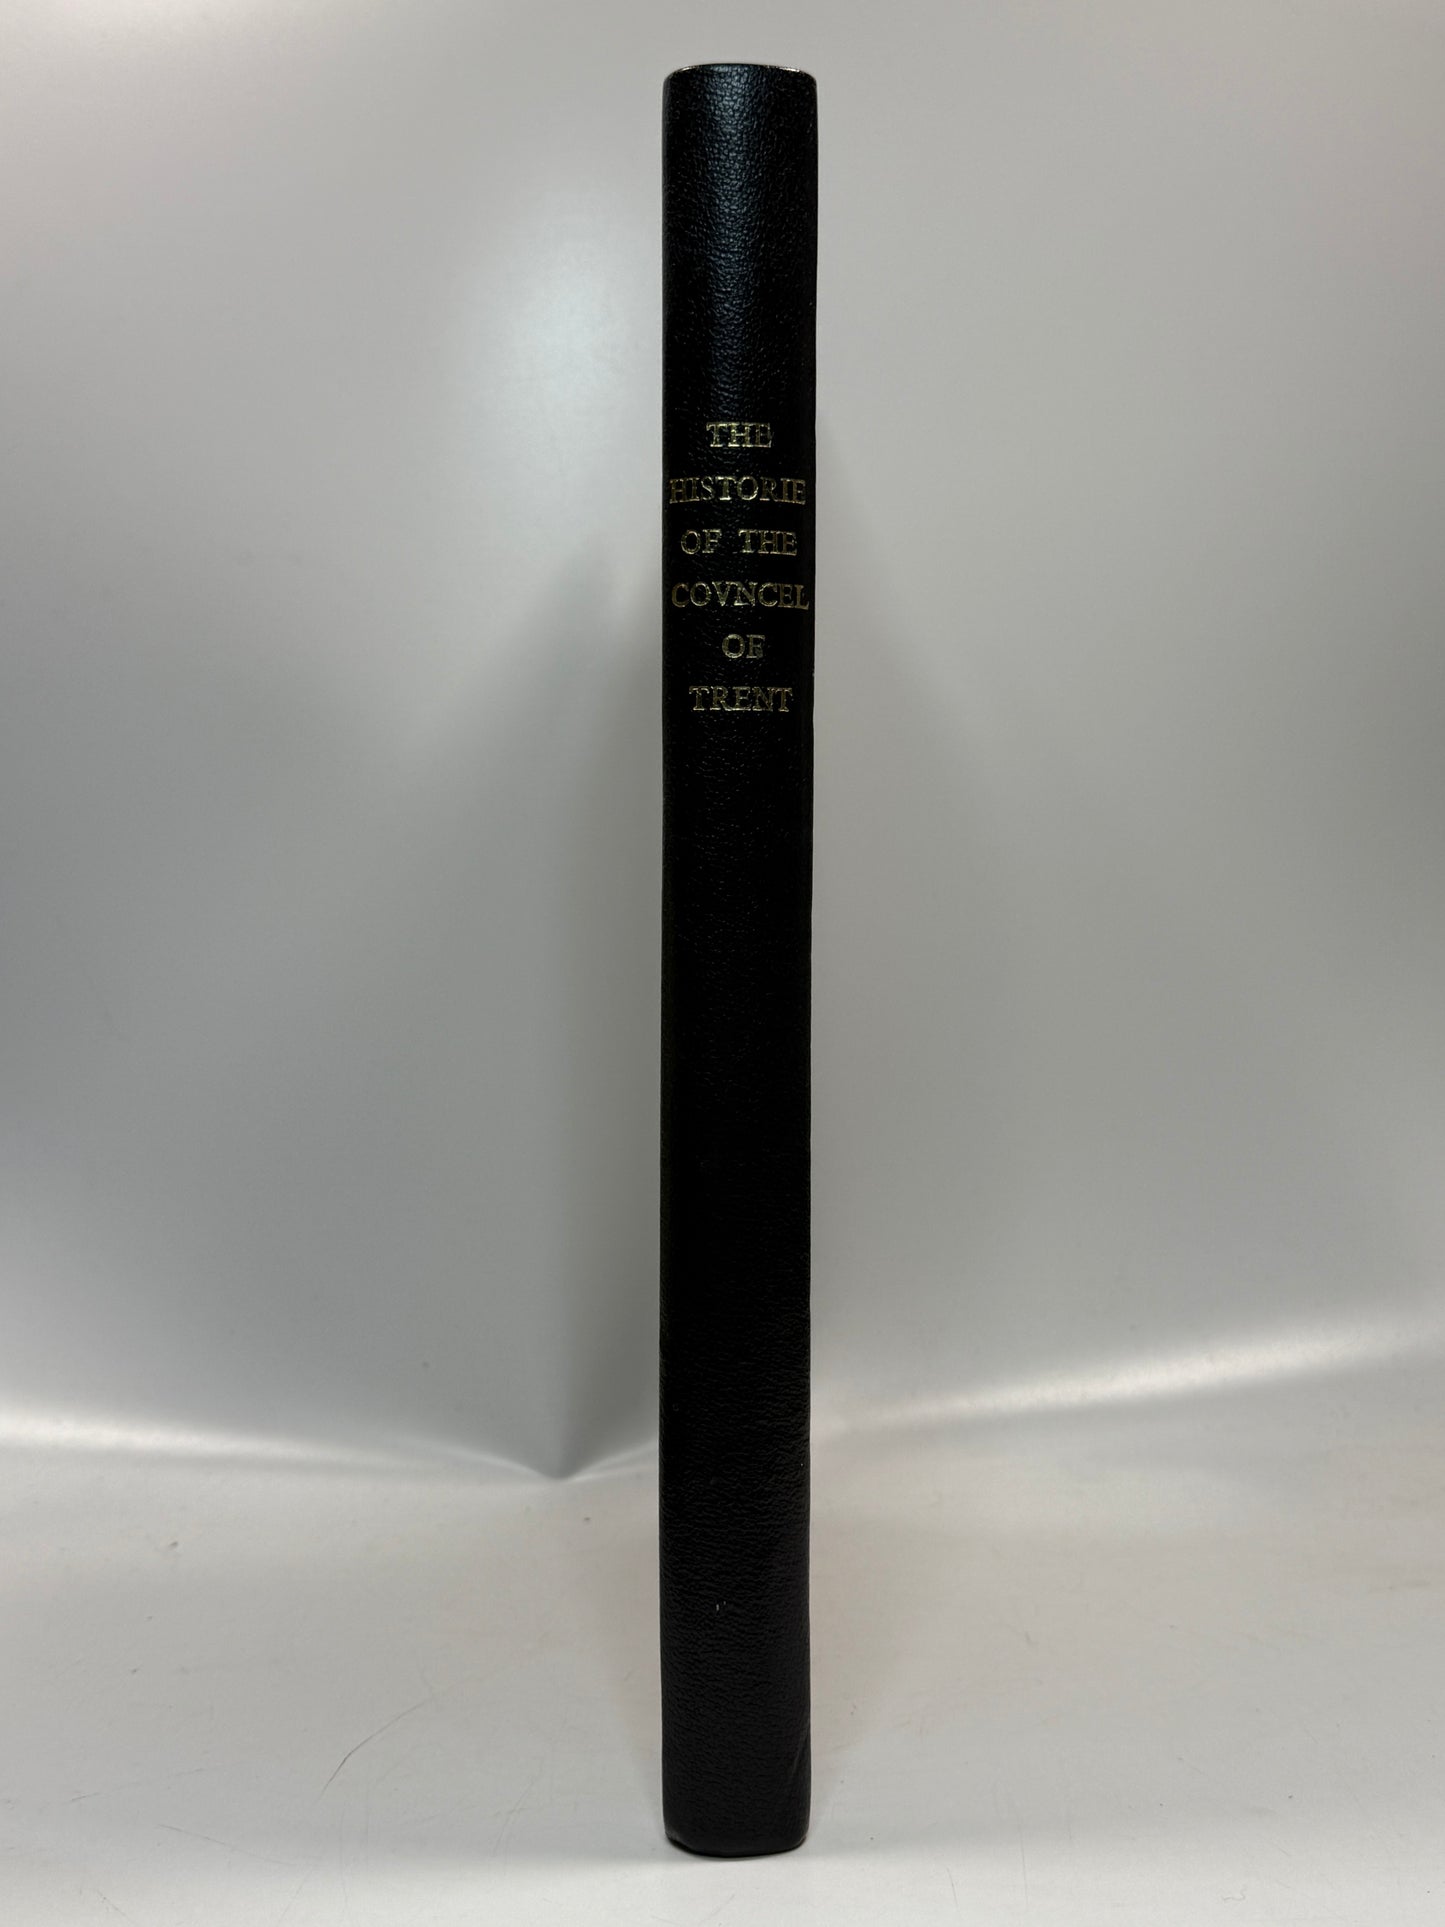 THE
HISTORIE
OF THE
COVNCEL
OF
TRENT